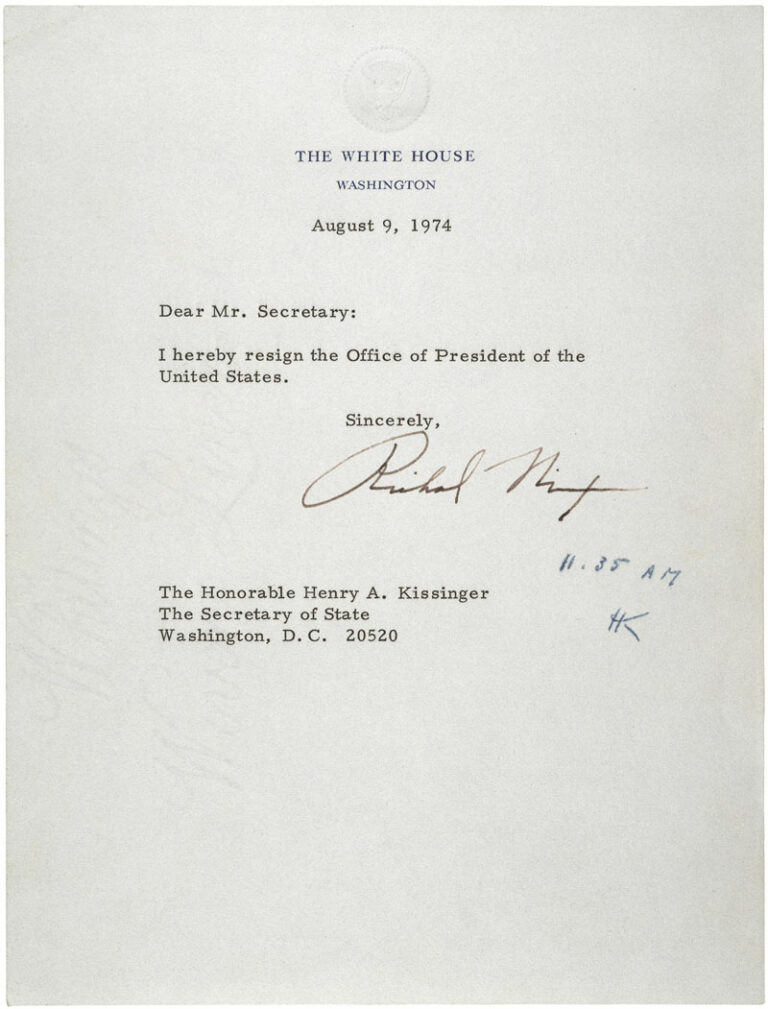 THE WHITE HOUSE
WASHINGTON
August 9, 1974
Dear Mr. Secretary:
I hereby resign the Office of President of the
United States.
Sincerely,
Richard Nixon
11.35 AM
HK
The Honorable Henry A. Kissinger
The Secretary of State
Washington, D.C. 20520